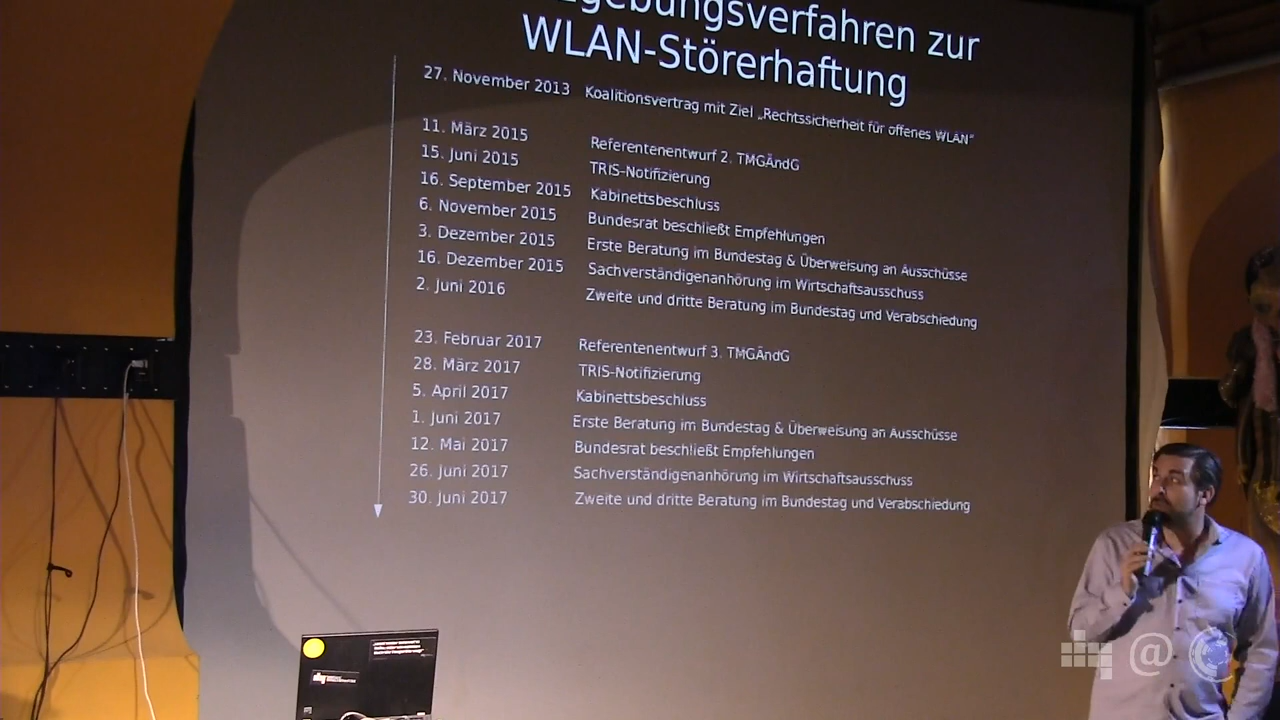 zgebungsverfahren zur
WLAN-Störerhaftung
27. November 2013 Koalitionsvertrag mit Ziel „Rechtssicherheit für offenes WLAN“
11. März 2015 Referentenentwurf 2. TMGÄndG
15. Juni 2015 TRIS-Notifizierung
16. September 2015 Kabinettsbeschluss
6. November 2015 Bundesrat beschließt Empfehlungen
3. Dezember 2015 Erste Beratung im Bundestag & Überweisung an Ausschüsse
16. Dezember 2015 Sachverständigenanhörung im Wirtschaftsausschuss
2. Juni 2016 Zweite und dritte Beratung im Bundestag und Verabschiedung
23. Februar 2017 Referentenentwurf 3. TMGÄndG
28. März 2017 TRIS-Notifizierung
5. April 2017 Kabinettsbeschluss
1. Juni 2017 Erste Beratung im Bundestag & Überweisung an Ausschüsse
12. Mai 2017 Bundesrat beschließt Empfehlungen
26. Juni 2017 Sachverständigenanhörung im Wirtschaftsausschuss
30. Juni 2017 Zweite und dritte Beratung im Bundestag und Verabschiedung
@